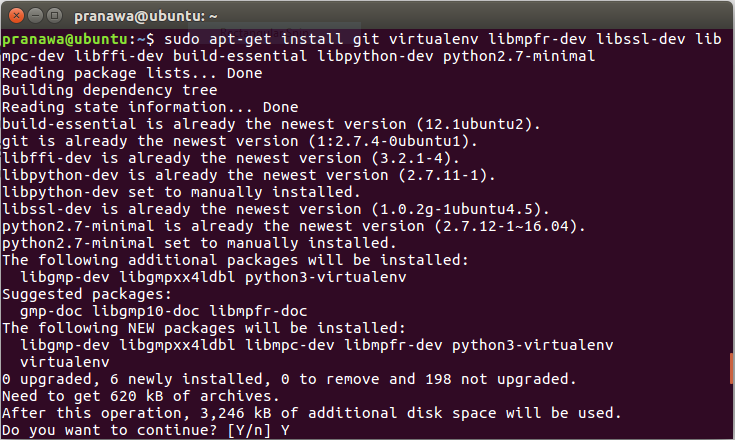 pranawa@ubuntu: ~
pranawa@ubuntu:~$ sudo apt-get install git virtualenv libmpfr-dev libssl-dev lib
mpc-dev libffi-dev build-essential libpython-dev python2.7-minimal
Reading package lists... Done
Building dependency tree
Reading state information... Done
build-essential is already the newest version (12.1ubuntu2).
git is already the newest version (1:2.7.4-0ubuntu1).
libffi-dev is already the newest version (3.2.1-4).
libpython-dev is already the newest version (2.7.11-1).
libpython-dev set to manually installed.
libssl-dev is already the newest version (1.0.2g-1ubuntu4.5).
python2.7-minimal is already the newest version (2.7.12-1~16.04).
python2.7-minimal set to manually installed.
The following additional packages will be installed:
  libgmp-dev libgmpxx4ldbl python3-virtualenv
Suggested packages:
  gmp-doc libgmp10-doc libmpfr-doc
The following NEW packages will be installed:
  libgmp-dev libgmpxx4ldbl libmpc-dev libmpfr-dev python3-virtualenv
  virtualenv
0 upgraded, 6 newly installed, 0 to remove and 198 not upgraded.
Need to get 620 kB of archives.
After this operation, 3,246 kB of additional disk space will be used.
Do you want to continue? [Y/n] Y